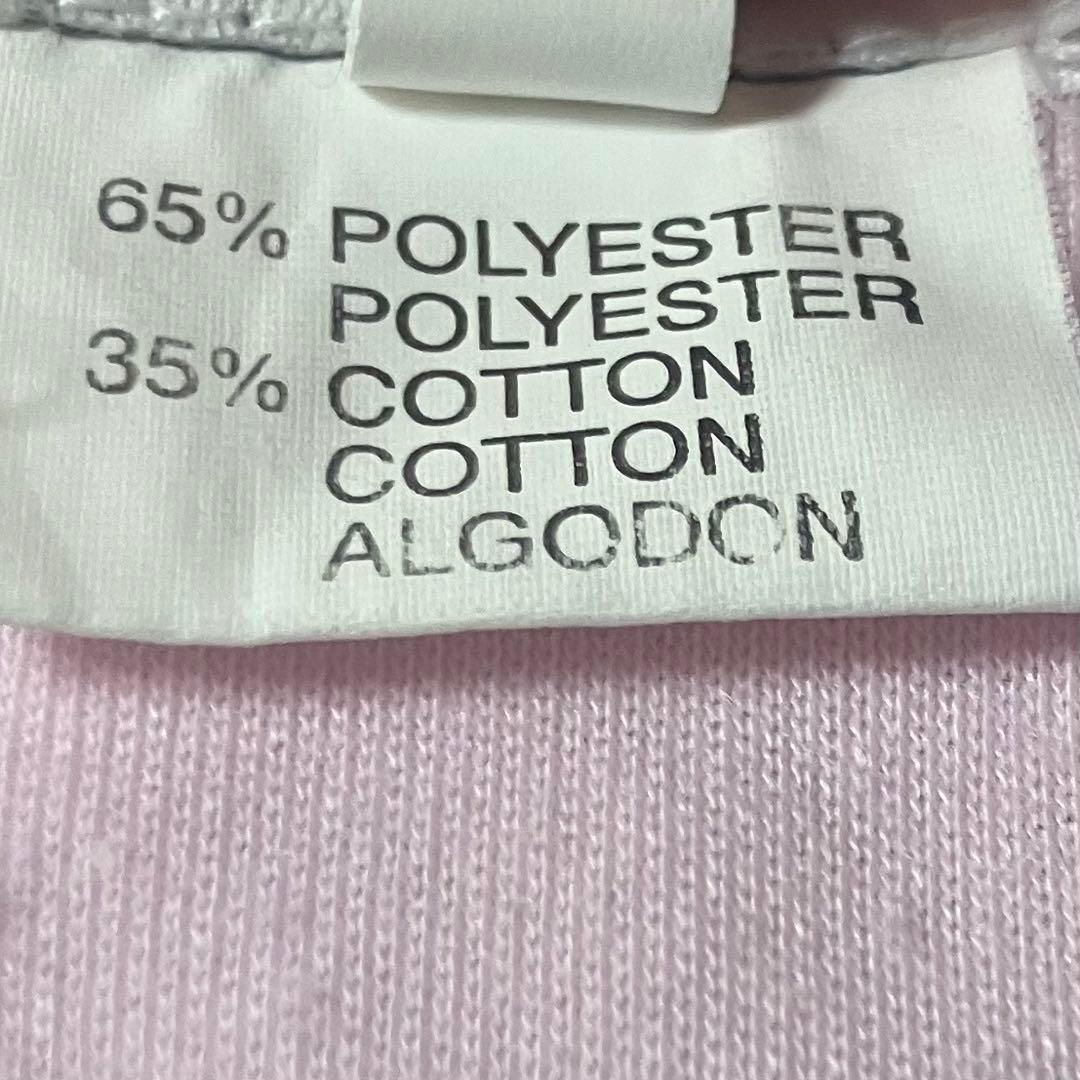 65% POLYESTER
POLYESTER
35% COTTON
COTTON
ALGODON